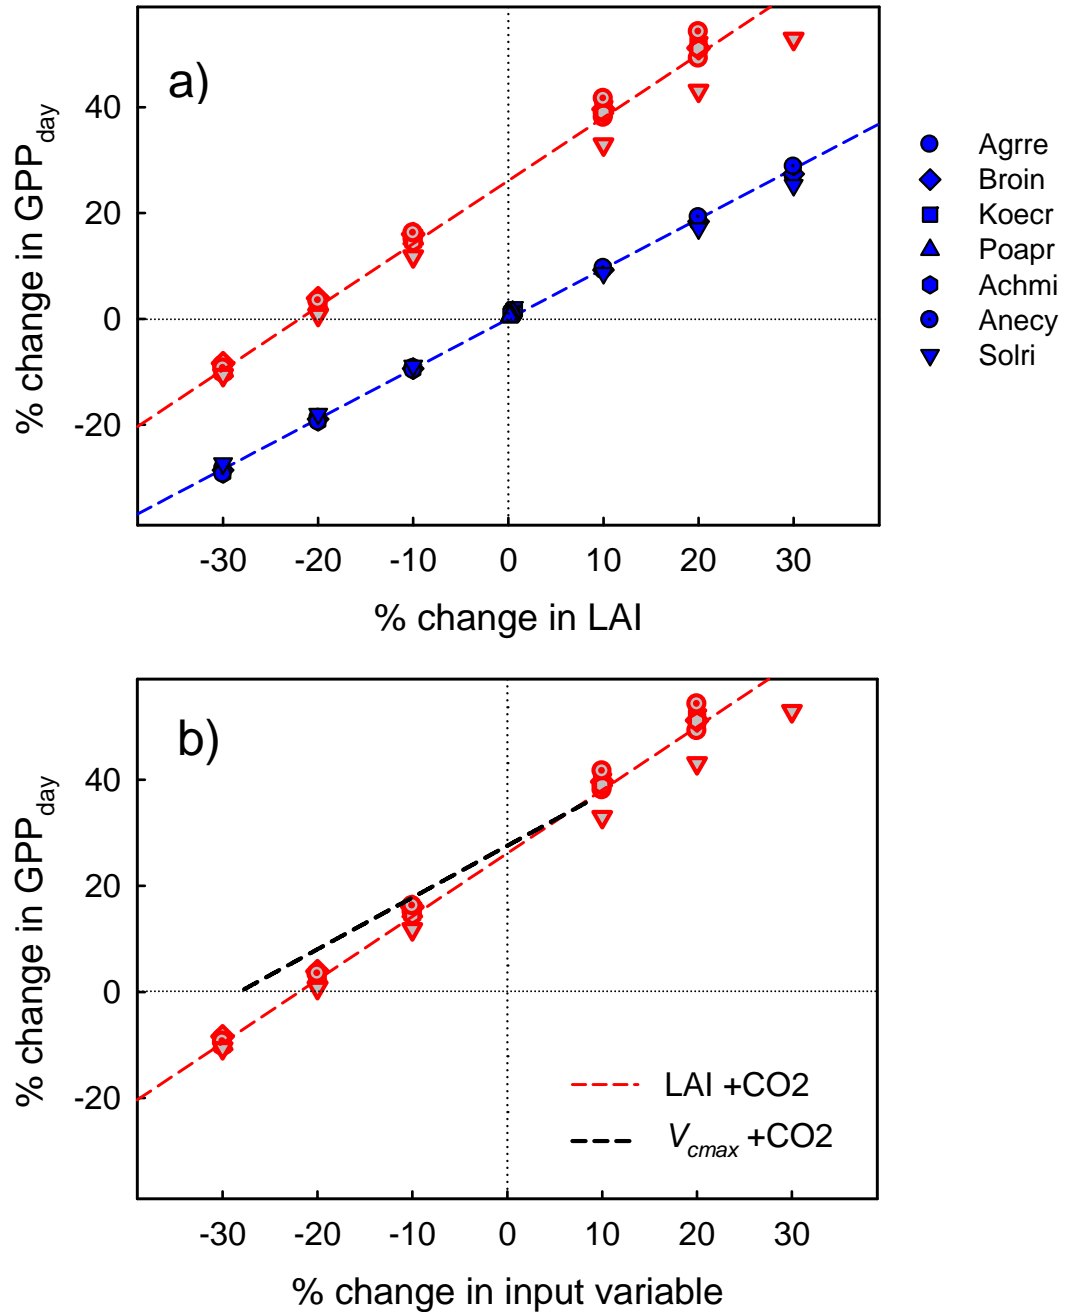 a)
% change in GPPday
40
20
0
-20
-30 -20 -10 0 10 20 30
% change in LAI
Agrre
Broin
Koecr
Poapr
Achmi
Anecy
Solri
b)
% change in GPPday
40
20
0
-20
LAI +CO2
Vcmax +CO2
-30 -20 -10 0 10 20 30
% change in input variable